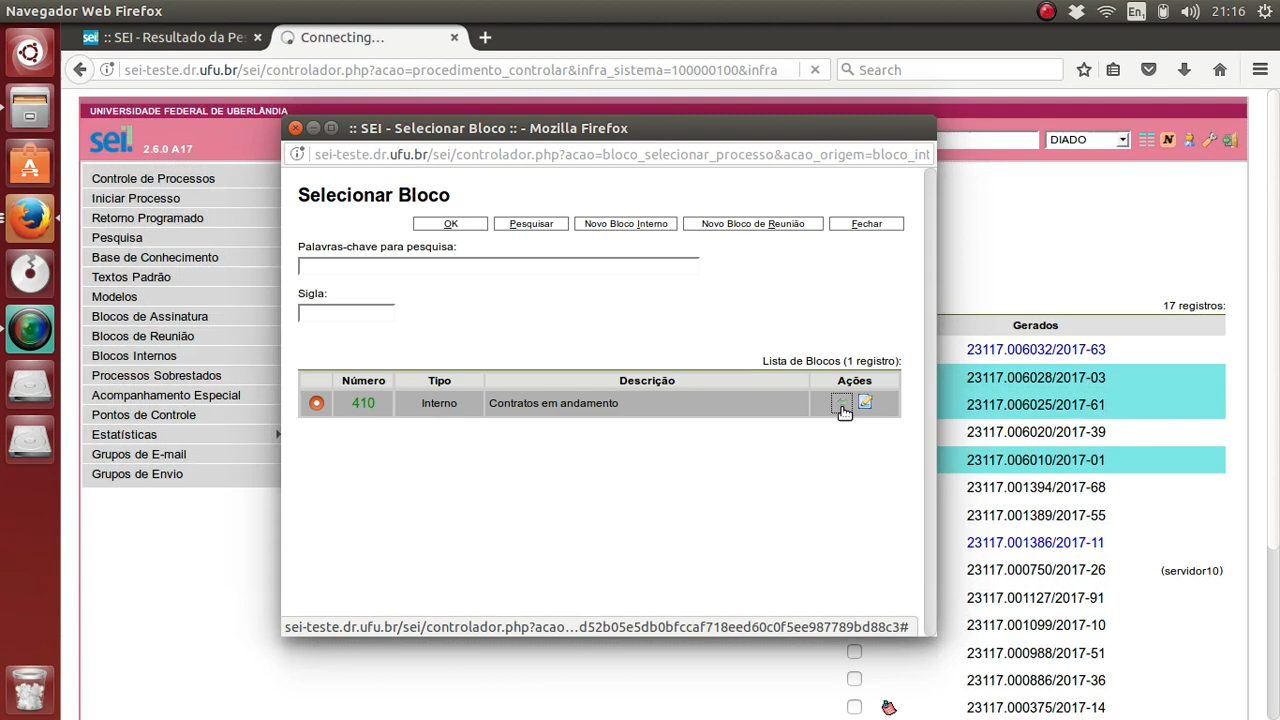 Navegador Web Firefox
En1
21:16
sei :: SEI - Resultado da Pe
Connecting...
sei-teste.dr.ufu.br/sei/controlador.php?acao=procedimento_controlar&infra_sistema=100000100&infra
Search
UNIVERSIDADE FEDERAL DE UBERLÂNDIA
sei! 2.6.0 A17
DIADO
N
Controle de Processos
Iniciar Processo
Retorno Programado
Pesquisa
Base de Conhecimento
Textos Padrão
Modelos
Blocos de Assinatura
Blocos de Reunião
Blocos Internos
Processos Sobrestados
Acompanhamento Especial
Pontos de Controle
Estatísticas
Grupos de E-mail
Grupos de Envio
:: SEI - Selecionar Bloco :: - Mozilla Firefox
sei-teste.dr.ufu.br/sei/controlador.php?acao=bloco_selecionar_processo&acao_origem=bloco_int
Selecionar Bloco
OK
Pesquisar
Novo Bloco Interno
Novo Bloco de Reunião
Fechar
Palavras-chave para pesquisa:
Sigla:
Lista de Blocos (1 registro):
Número Tipo Descrição Ações
410 Interno Contratos em andamento
sei-teste.dr.ufu.br/sei/controlador.php?acao...d52b05e5db0bfccaf718eed60c0f5ee987789bd88c3#
17 registros:
Gerados
23117.006032/2017-63
23117.006028/2017-03
23117.006025/2017-61
23117.006020/2017-39
23117.006010/2017-01
23117.001394/2017-68
23117.001389/2017-55
23117.001386/2017-11
23117.000750/2017-26 (servidor10)
23117.001127/2017-91
23117.001099/2017-10
23117.000988/2017-51
23117.000886/2017-36
23117.000375/2017-14